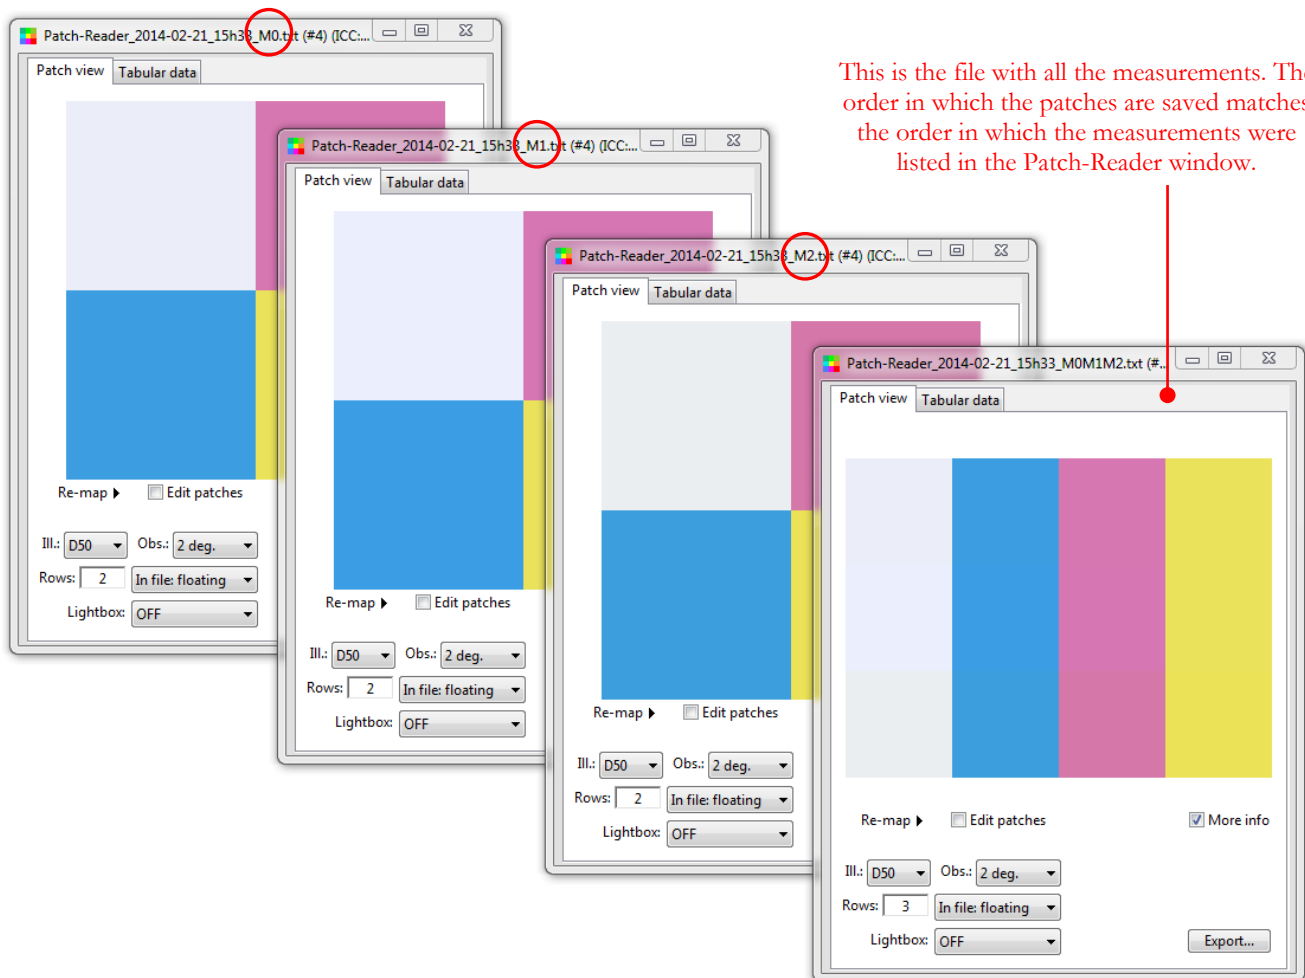 Patch-Reader_2014-02-21_15h33_M0.txt (#4) (ICC:...
Patch view
Tabular data
Re-map
Edit patches
Ill.: D50 Obs.: 2 deg.
Rows: 2 In file: floating
Lightbox: OFF
Patch-Reader_2014-02-21_15h33_M1.txt (#4) (ICC:...
Patch view
Tabular data
Re-map
Edit patches
Ill.: D50 Obs.: 2 deg.
Rows: 2 In file: floating
Lightbox: OFF
Patch-Reader_2014-02-21_15h33_M2.txt (#4) (ICC:...
Patch view
Tabular data
Re-map
Edit patches
Ill.: D50 Obs.: 2 deg.
Rows: 2 In file: floating
Lightbox: OFF
This is the file with all the measurements. The
order in which the patches are saved matches
the order in which the measurements were
listed in the Patch-Reader window.
Patch-Reader_2014-02-21_15h33_M0M1M2.txt (#...
Patch view
Tabular data
Re-map
Edit patches
More info
Ill.: D50 Obs.: 2 deg.
Rows: 3 In file: floating
Lightbox: OFF
Export...